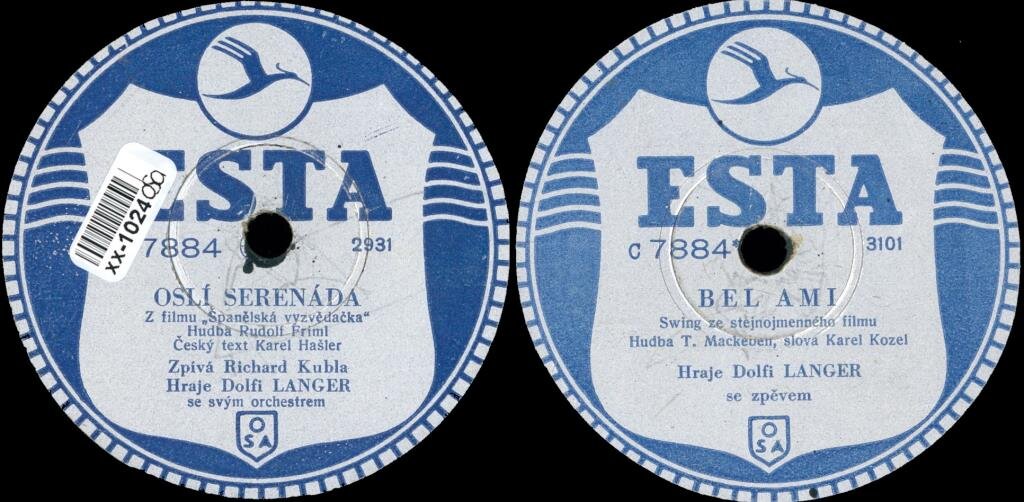 ESTA
xx-1024
7884
2931
OSLÍ SERENÁDA
Z filmu „Španělská vyzvědačka“
Hudba Rudolf Friml
Český text Karel Hašler
Zpívá Richard Kubla
Hraje Dolfi LANGER
se svým orchestrem
OSA
ESTA
C 7884*
3101
BEL AMI
Swing ze stejnojmenného filmu
Hudba T. Mackeben, slova Karel Kozel
Hraje Dolfi LANGER
se zpěvem
OSA